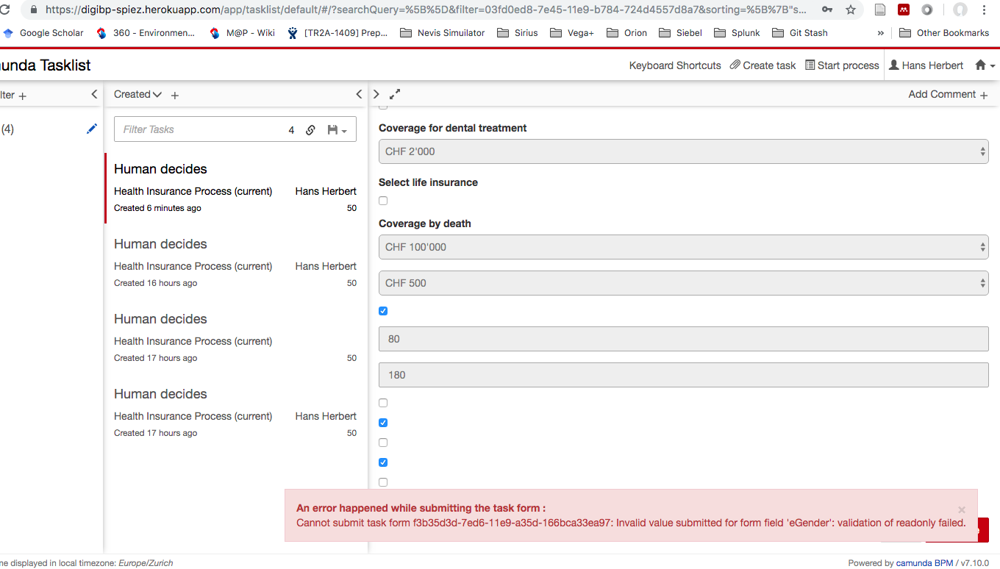 https://digibp-spiez.herokuapp.com/app/tasklist/default/#/?searchQuery=%5B%5D&filter=03fd0ed8-7e45-11e9-b784-724d4557d8a7&sorting=%5B%7B"s...
Google Scholar 360 - Environmen... M@P - Wiki [TR2A-1409] Prep... Nevis Simuilator Sirius Vega+ Orion Siebel Splunk Git Stash » Other Bookmarks
unda Tasklist Keyboard Shortcuts Create task Start process Hans Herbert
lter + Created + Add Comment +
(4)
Filter Tasks 4
Human decides
Health Insurance Process (current) Hans Herbert
Created 6 minutes ago 50
Human decides
Health Insurance Process (current) Hans Herbert
Created 16 hours ago 50
Human decides
Health Insurance Process (current)
Created 17 hours ago 50
Human decides
Health Insurance Process (current) Hans Herbert
Created 17 hours ago 50
Coverage for dental treatment
CHF 2'000
Select life insurance
Coverage by death
CHF 100'000
CHF 500
80
180
An error happened while submitting the task form : ×
Cannot submit task form f3b35d3d-7ed6-11e9-a35d-166bca33ea97: Invalid value submitted for form field 'eGender': validation of readonly failed.
ne displayed in local timezone: Europe/Zurich Powered by camunda BPM / v7.10.0